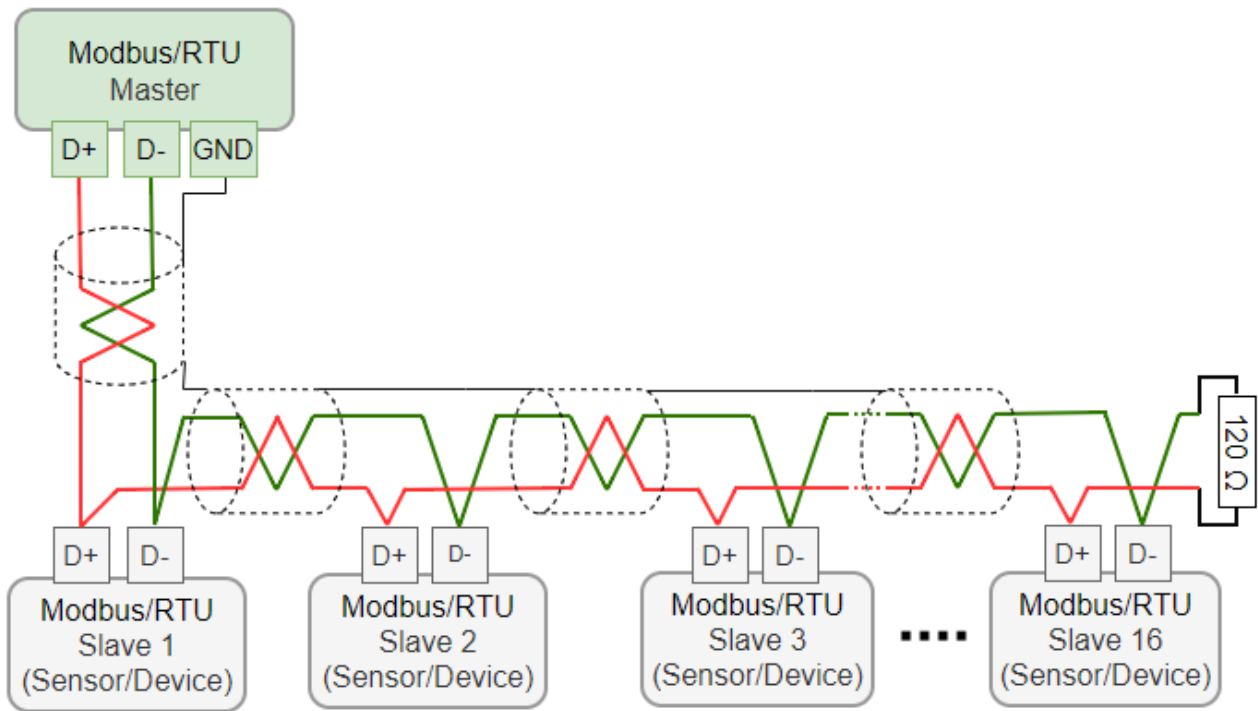 Modbus/RTU
Master
D+ D- GND
120 Ω
D+ D- D+ D- D+ D- D+ D-
Modbus/RTU
Slave 1
(Sensor/Device)
Modbus/RTU
Slave 2
(Sensor/Device)
Modbus/RTU
Slave 3
(Sensor/Device)
Modbus/RTU
Slave 16
(Sensor/Device)